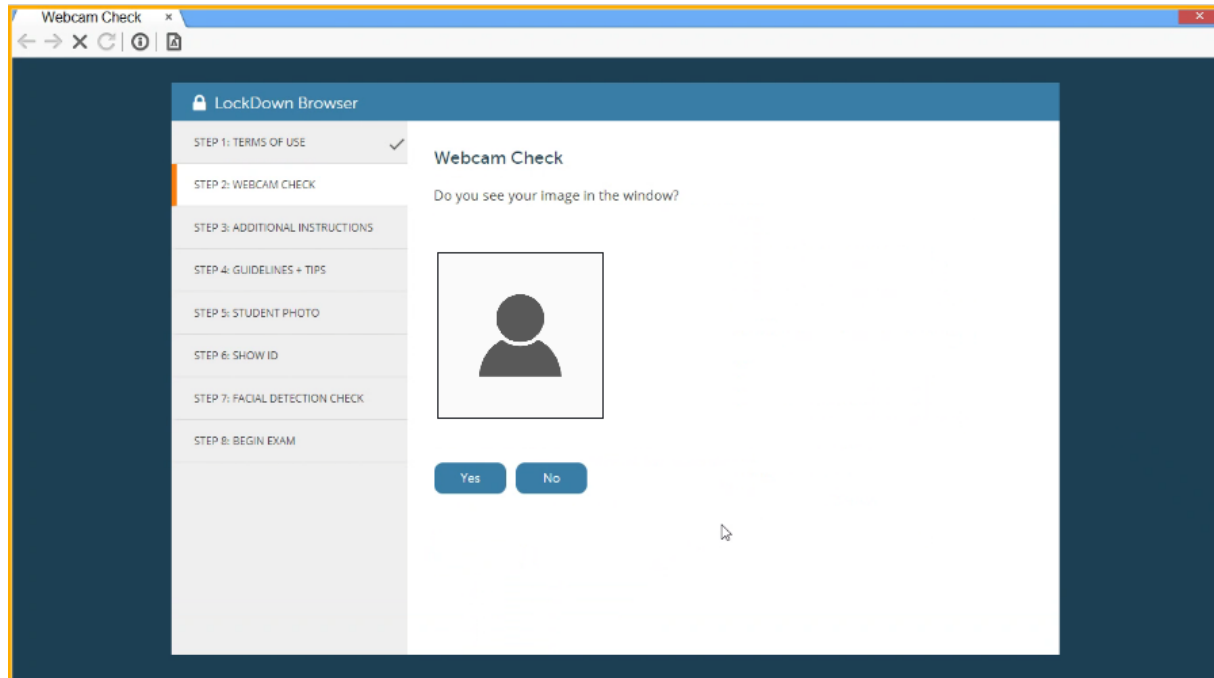 Webcam Check
LockDown Browser
STEP 1: TERMS OF USE
STEP 2: WEBCAM CHECK
STEP 3: ADDITIONAL INSTRUCTIONS
STEP 4: GUIDELINES + TIPS
STEP 5: STUDENT PHOTO
STEP 6: SHOW ID
STEP 7: FACIAL DETECTION CHECK
STEP 8: BEGIN EXAM
Webcam Check
Do you see your image in the window?
Yes No